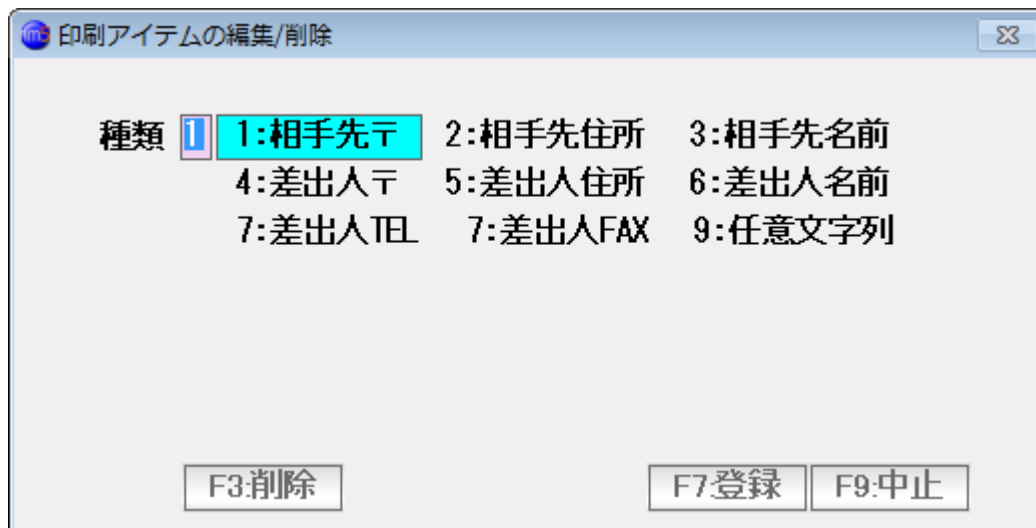 印刷アイテムの編集/削除
種類 1 1:相手先〒 2:相手先住所 3:相手先名前
4:差出人〒 5:差出人住所 6:差出人名前
7:差出人TEL 7:差出人FAX 9:任意文字列
F3:削除 F7:登録 F9:中止